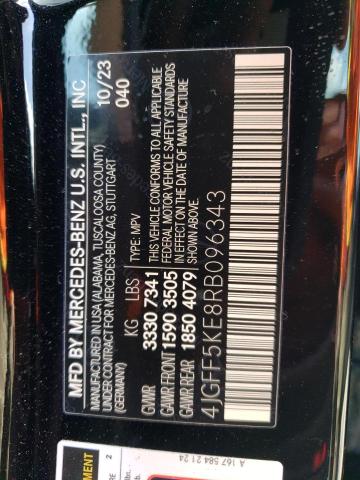 MFD BY MERCEDES-BENZ U.S. INTL., INC
MANUFACTURED IN USA (ALABAMA, TUSCALOOSA COUNTY)
UNDER CONTRACT FOR MERCEDES-BENZ AG, STUTTGART
(GERMANY)
10/23
040
KG LBS TYPE: MPV
GVWR 3330 7341
GAWR FRONT 1590 3505
GAWR REAR 1850 4079
THIS VEHICLE CONFORMS TO ALL APPLICABLE
FEDERAL MOTOR VEHICLE SAFETY STANDARDS
IN EFFECT ON THE DATE OF MANUFACTURE
SHOWN ABOVE.
4JGFF5KE8RB096343
A 167 584 21 24
2